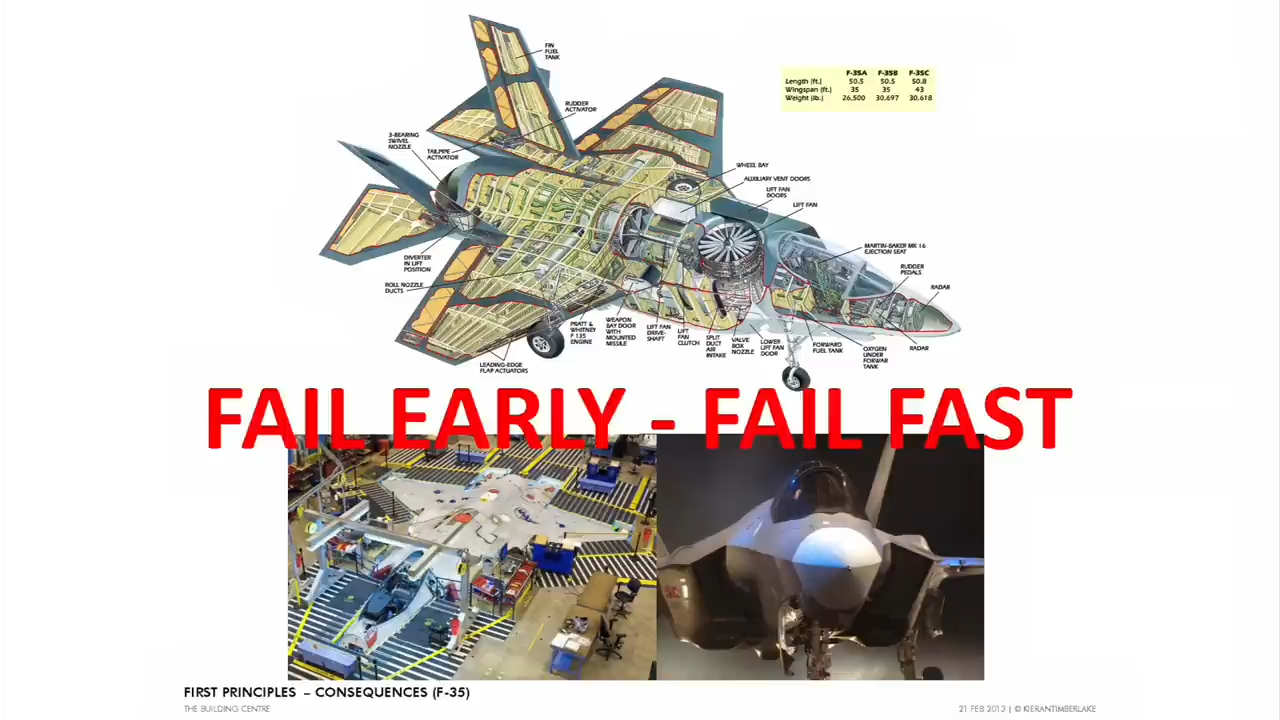 FIN
FUEL
TANK
F-35A F-35B F-35C
Length (ft.) 50.5 50.5 50.8
Wingspan (ft.) 35 35 43
Weight (lb.) 26,500 30,697 30,618
RUDDER
ACTIVATOR
3-BEARING
SWIVEL
NOZZLE
TAILPIPE
ACTIVATOR
WHEEL BAY
AUXILIARY VENT DOORS
LIFT FAN
DOORS
LIFT FAN
MARTIN-BAKER MK 16
EJECTION SEAT
RUDDER
PEDALS
RADAR
DIVERTER
IN LIFT
POSITION
ROLL NOZZLE
DUCTS
PRATT &
WHITNEY
F 135
ENGINE
WEAPON
BAY DOOR
WITH
MOUNTED
MISSILE
LIFT FAN
DRIVE-
SHAFT
LIFT
FAN
CLUTCH
SPLIT
DUCT
AIR
INTAKE
VALVE
BOX
NOZZLE
LOWER
LIFT FAN
DOOR
FORWARD
FUEL TANK
OXYGEN
UNDER
FORWAR
TANK
RADAR
LEADING-EDGE
FLAP ACTUATORS
FAIL EARLY - FAIL FAST
FIRST PRINCIPLES – CONSEQUENCES (F-35)
THE BUILDING CENTRE
21 FEB 2013 | © KIERANTIMBERLAKE